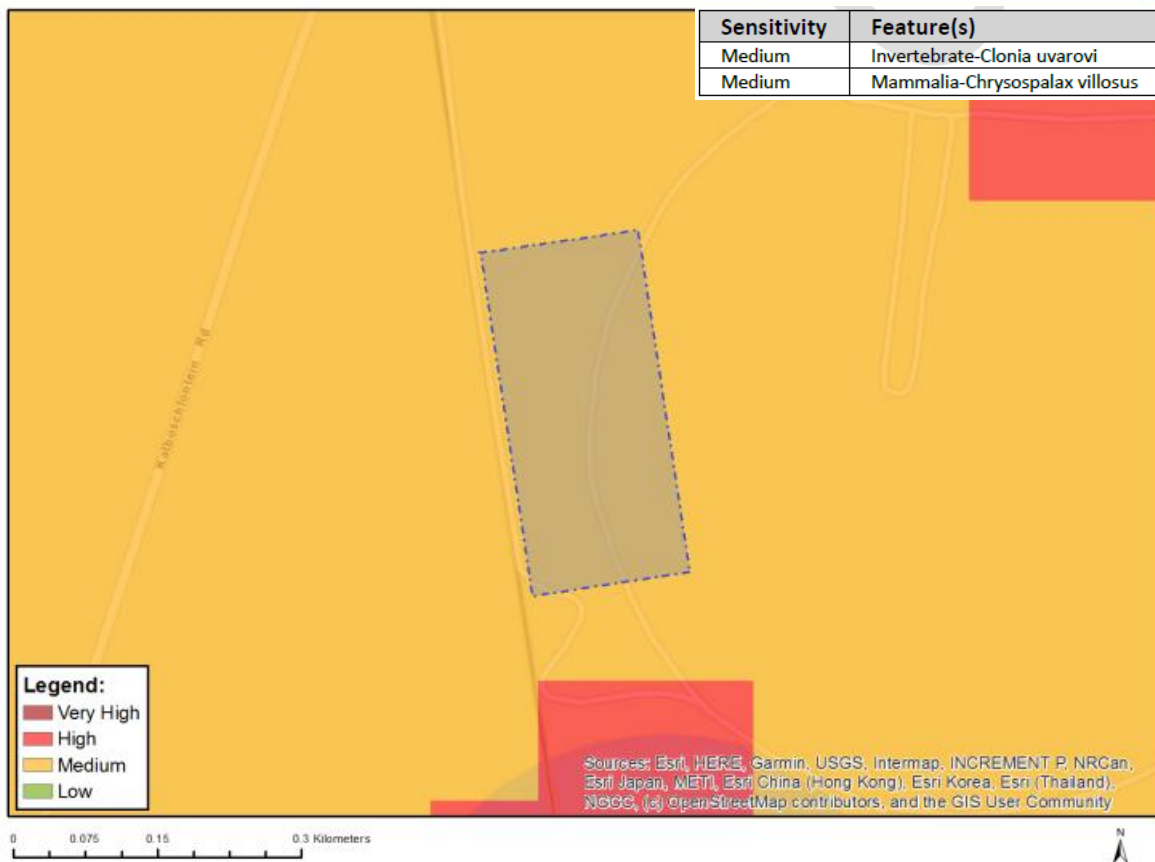 Sensitivity Feature(s)
Medium Invertebrate-Clonia uvarovi
Medium Mammalia-Chrysospalax villosus
Kalboschfontein Rd
Legend:
Very High
High
Medium
Low
Sources: Esri, HERE, Garmin, USGS, Intermap, INCREMENT P, NRCan,
Esri Japan, METI, Esri China (Hong Kong), Esri Korea, Esri (Thailand),
NGCC, (c) OpenStreetMap contributors, and the GIS User Community
0 0.075 0.15 0.3 Kilometers
N